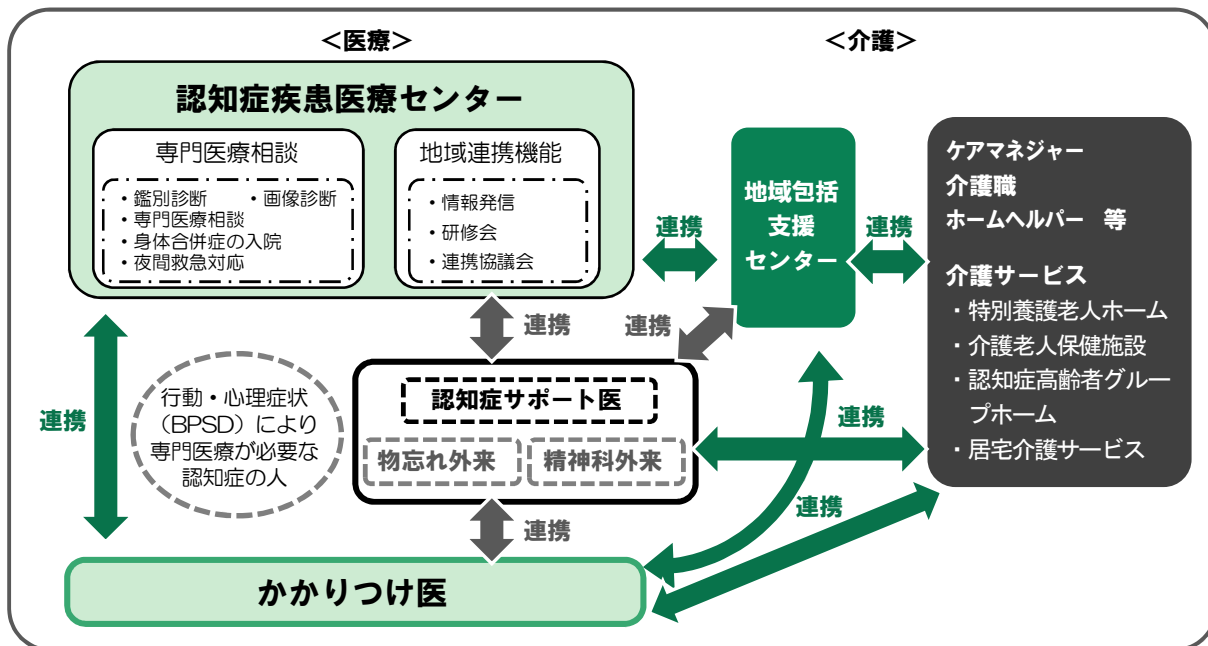 ＜医療＞
＜介護＞
認知症疾患医療センター
専門医療相談
・鑑別診断　　・画像診断
・専門医療相談
・身体合併症の入院
・夜間救急対応
地域連携機能
・情報発信
・研修会
・連携協議会
連携
地域包括
支援
センター
連携
ケアマネジャー
介護職
ホームヘルパー　等
介護サービス
・特別養護老人ホーム
・介護老人保健施設
・認知症高齢者グルー
プホーム
・居宅介護サービス
連携
連携
連携
行動・心理症状
（BPSD）により
専門医療が必要な
認知症の人
認知症サポート医
物忘れ外来
精神科外来
連携
連携
連携
かかりつけ医